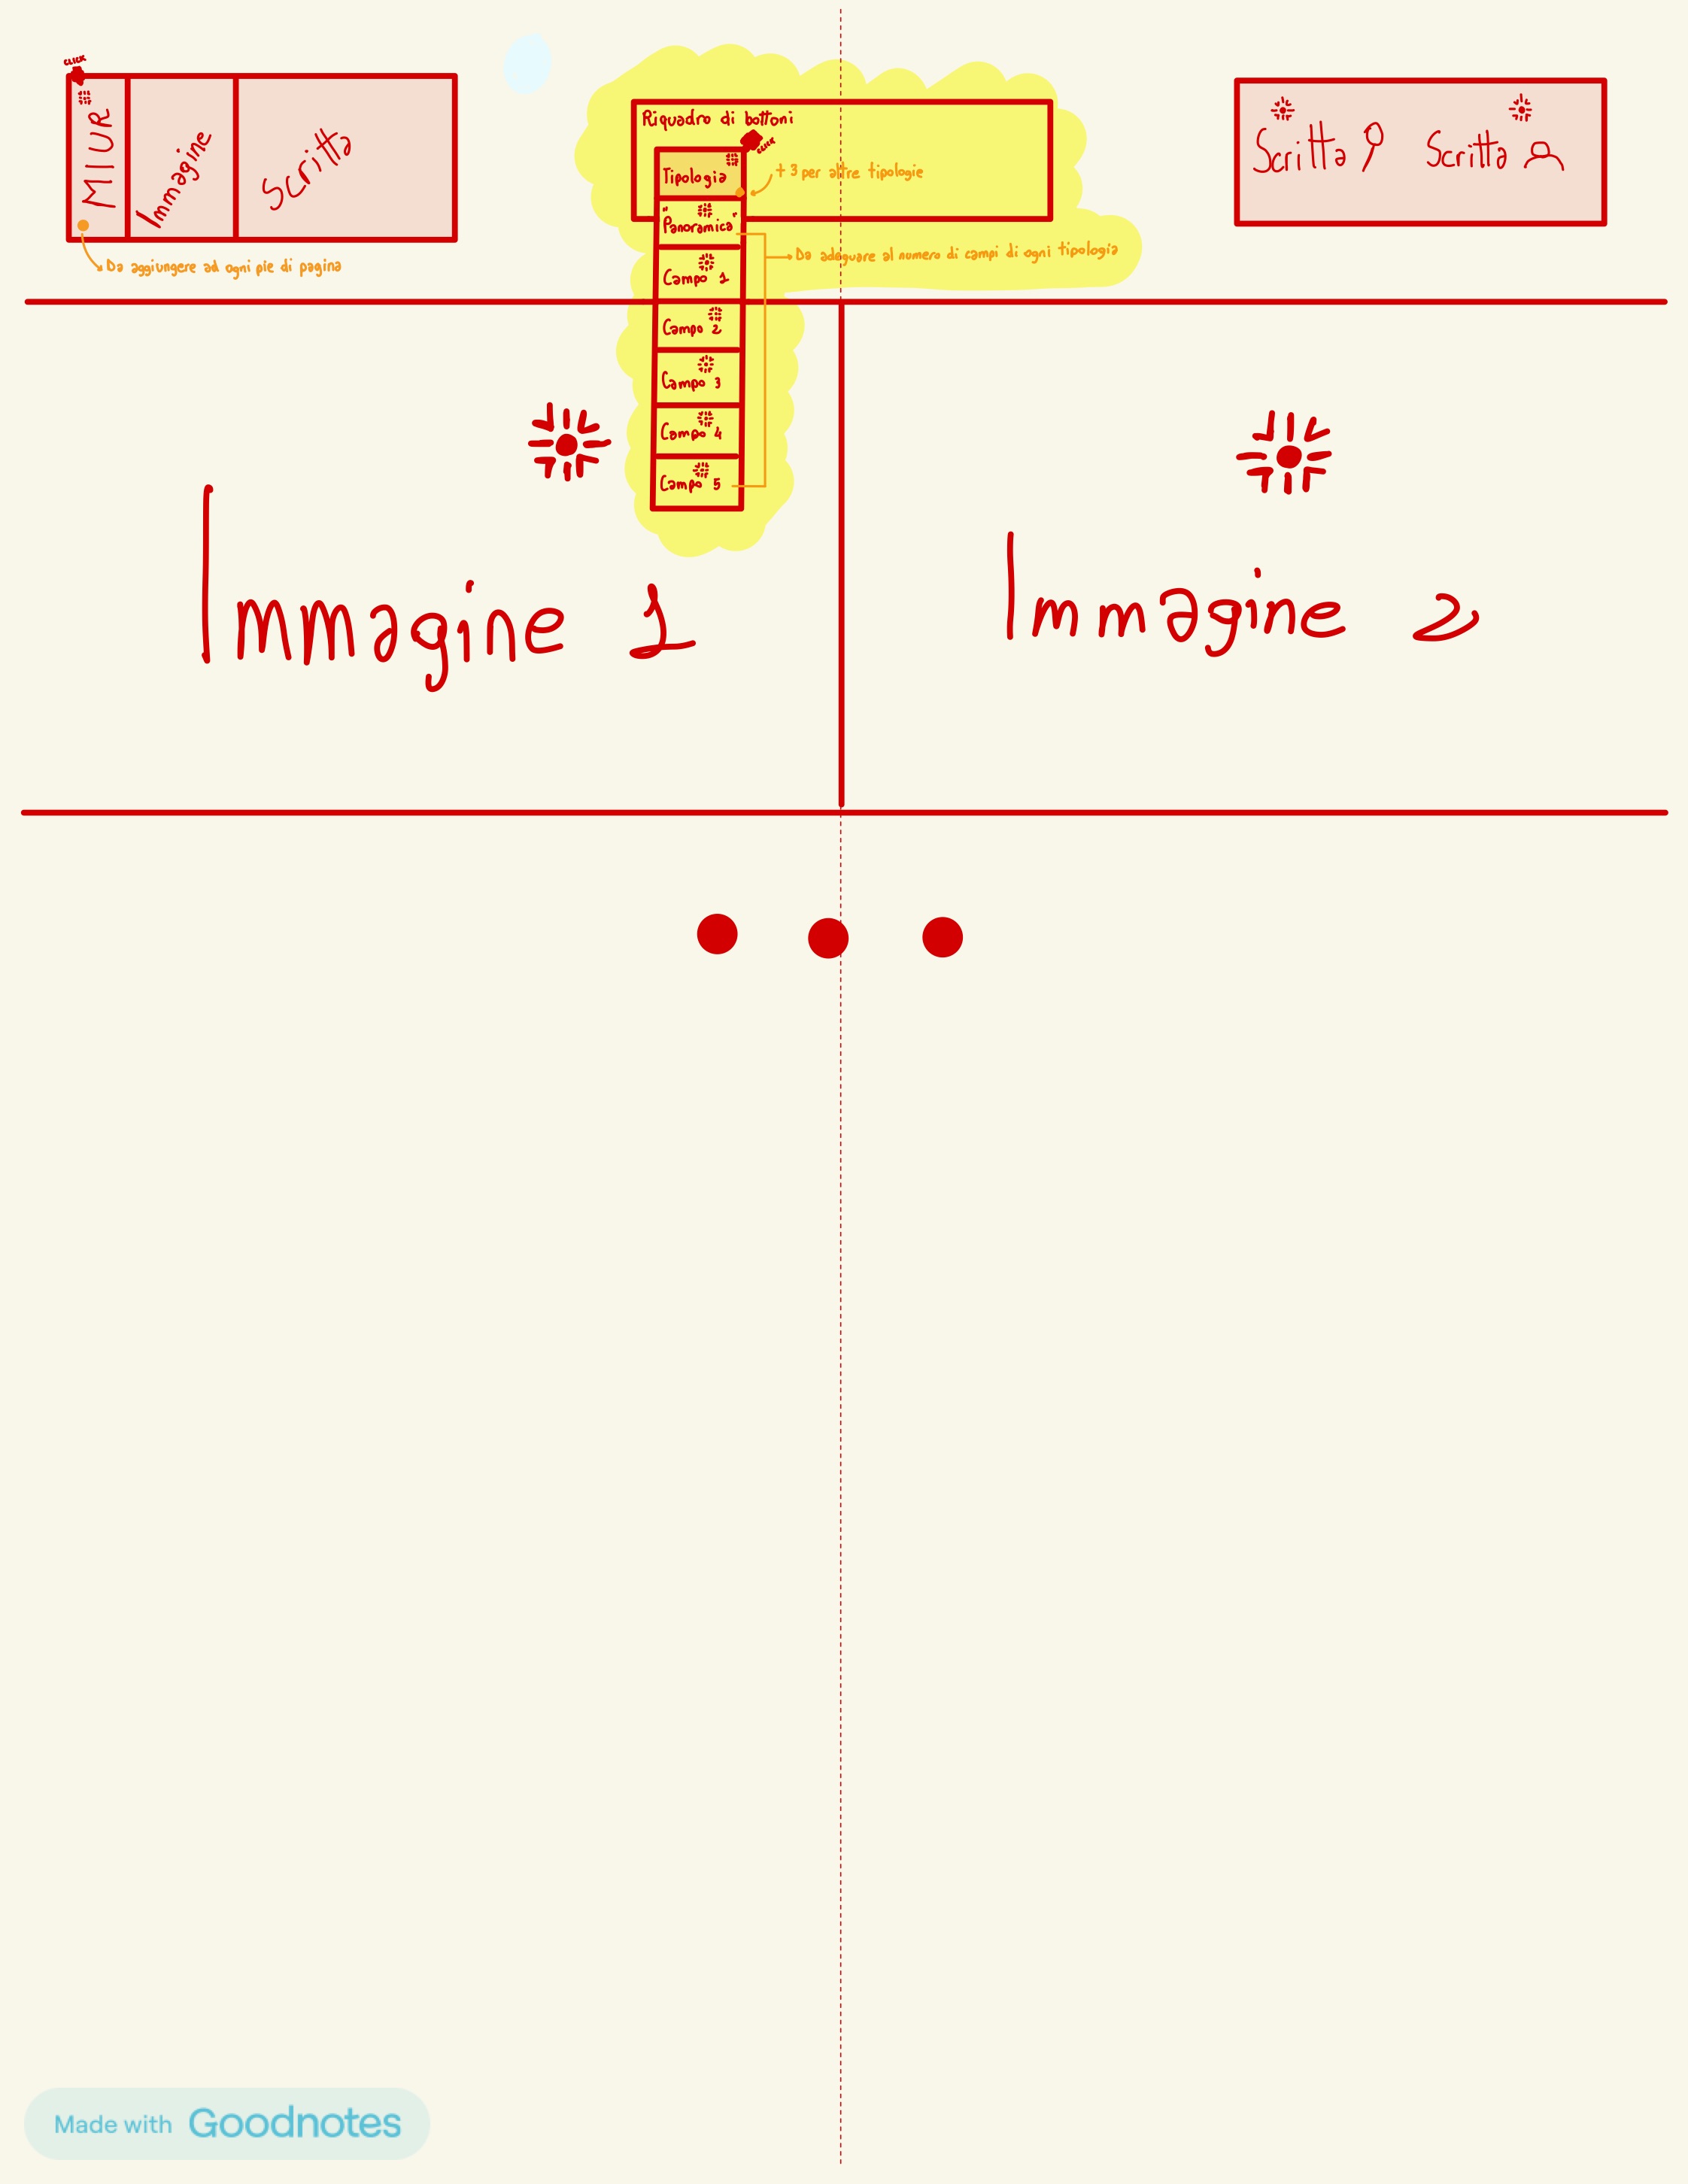 CLICK
MIUR
Immagine
Scritta
Da aggiungere ad ogni pie di pagina
Riquadro di bottoni
CLICK
Tipologia
+ 3 per altre tipologie
"Panoramica"
Da adeguare al numero di campi di ogni tipologia
Campo 1
Campo 2
Campo 3
Campo 4
Campo 5
Scritta
Scritta
Immagine 1
Immagine 2
Made with Goodnotes